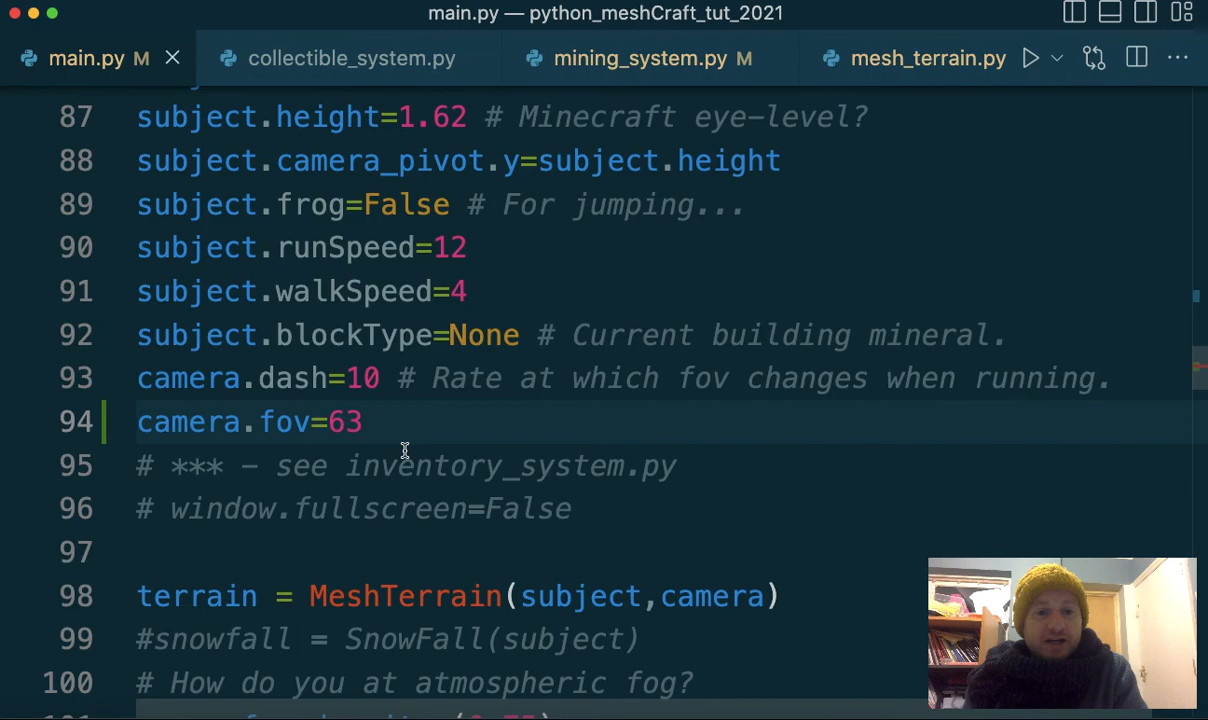 main.py — python_meshCraft_tut_2021
main.py M collectible_system.py mining_system.py M mesh_terrain.py
87 subject.height=1.62 # Minecraft eye-level?
88 subject.camera_pivot.y=subject.height
89 subject.frog=False # For jumping...
90 subject.runSpeed=12
91 subject.walkSpeed=4
92 subject.blockType=None # Current building mineral.
93 camera.dash=10 # Rate at which fov changes when running.
94 camera.fov=63
95 # *** - see inventory_system.py
96 # window.fullscreen=False
97
98 terrain = MeshTerrain(subject,camera)
99 #snowfall = SnowFall(subject)
100 # How do you at atmospheric fog?